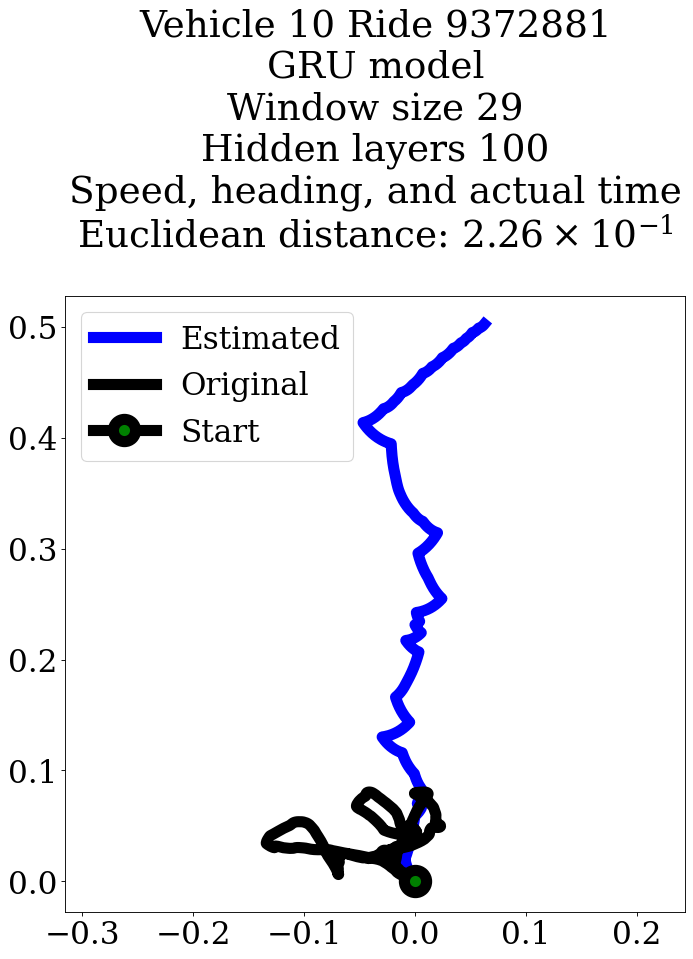 Vehicle 10 Ride 9372881
GRU model
Window size 29
Hidden layers 100
Speed, heading, and actual time
Euclidean distance: 2.26 × 10⁻¹
Estimated
Original
Start
0.5
0.4
0.3
0.2
0.1
0.0
−0.3 −0.2 −0.1 0.0 0.1 0.2